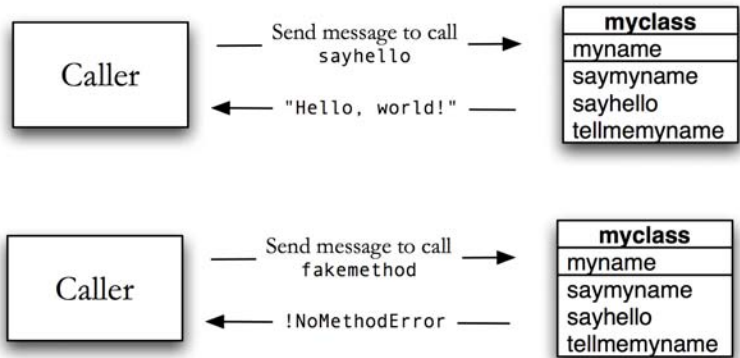 Caller
Send message to call
sayhello
"Hello, world!"
myclass
myname
saymyname
sayhello
tellmemyname
Caller
Send message to call
fakemethod
!NoMethodError
myclass
myname
saymyname
sayhello
tellmemyname